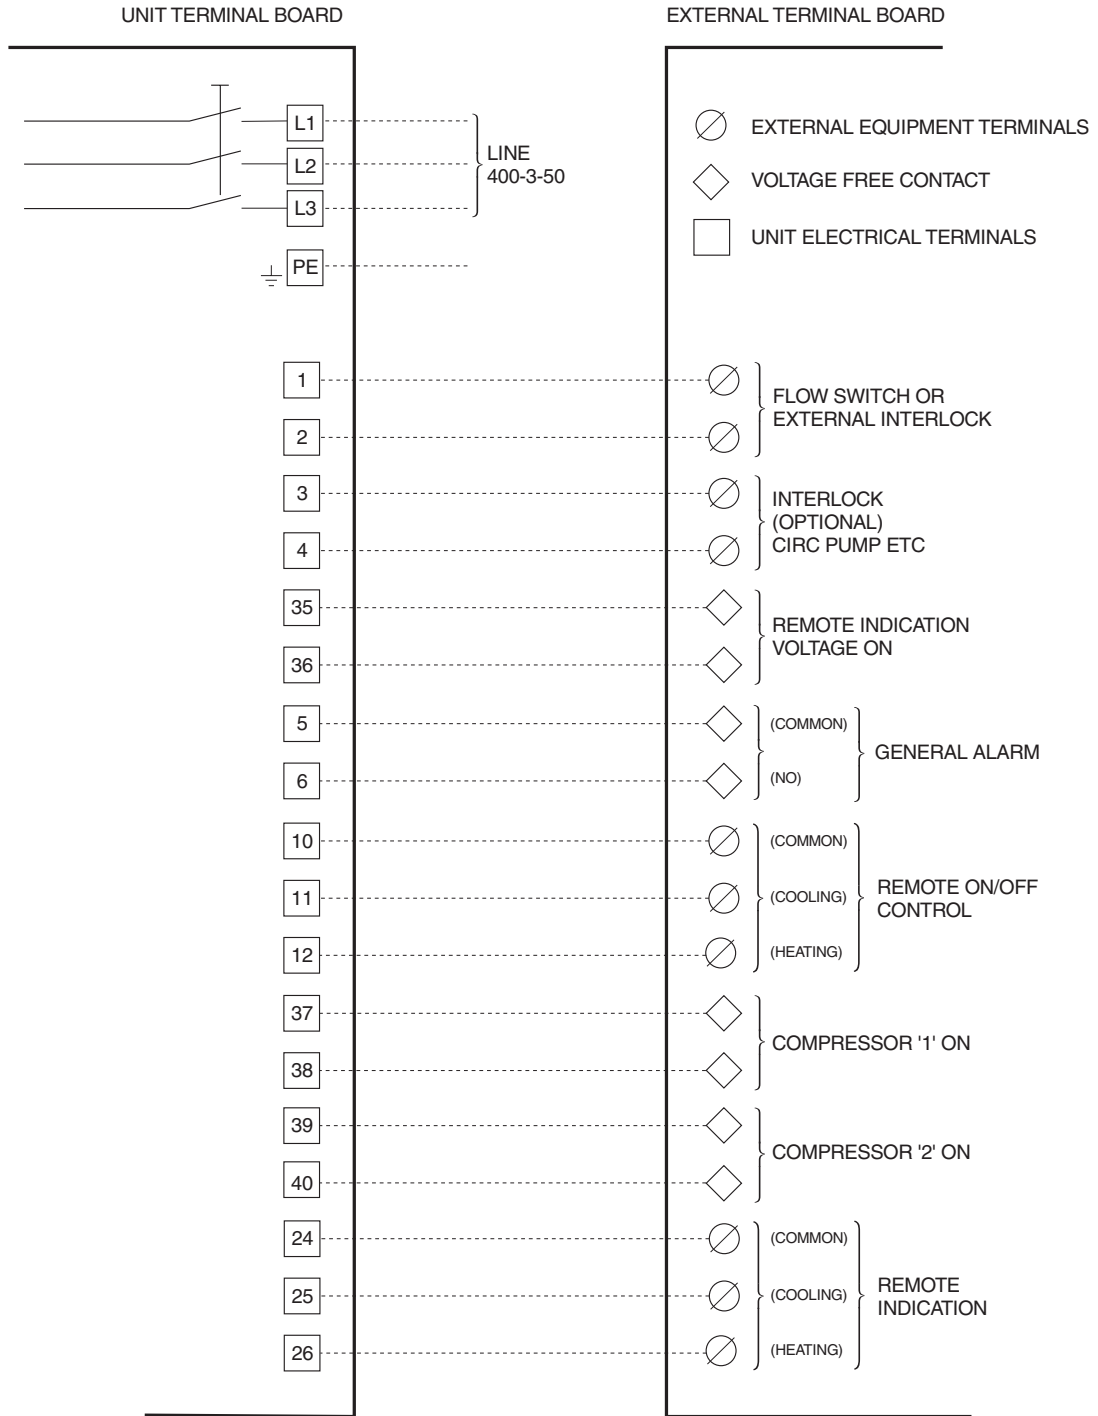 UNIT TERMINAL BOARD
EXTERNAL TERMINAL BOARD
L1
L2
L3
PE
LINE
400-3-50
EXTERNAL EQUIPMENT TERMINALS
VOLTAGE FREE CONTACT
UNIT ELECTRICAL TERMINALS
1
2
FLOW SWITCH OR
EXTERNAL INTERLOCK
3
4
INTERLOCK
(OPTIONAL)
CIRC PUMP ETC
35
36
REMOTE INDICATION
VOLTAGE ON
5
(COMMON)
6
(NO)
GENERAL ALARM
10
(COMMON)
11
(COOLING)
12
(HEATING)
REMOTE ON/OFF
CONTROL
37
38
COMPRESSOR '1' ON
39
40
COMPRESSOR '2' ON
24
(COMMON)
25
(COOLING)
26
(HEATING)
REMOTE
INDICATION